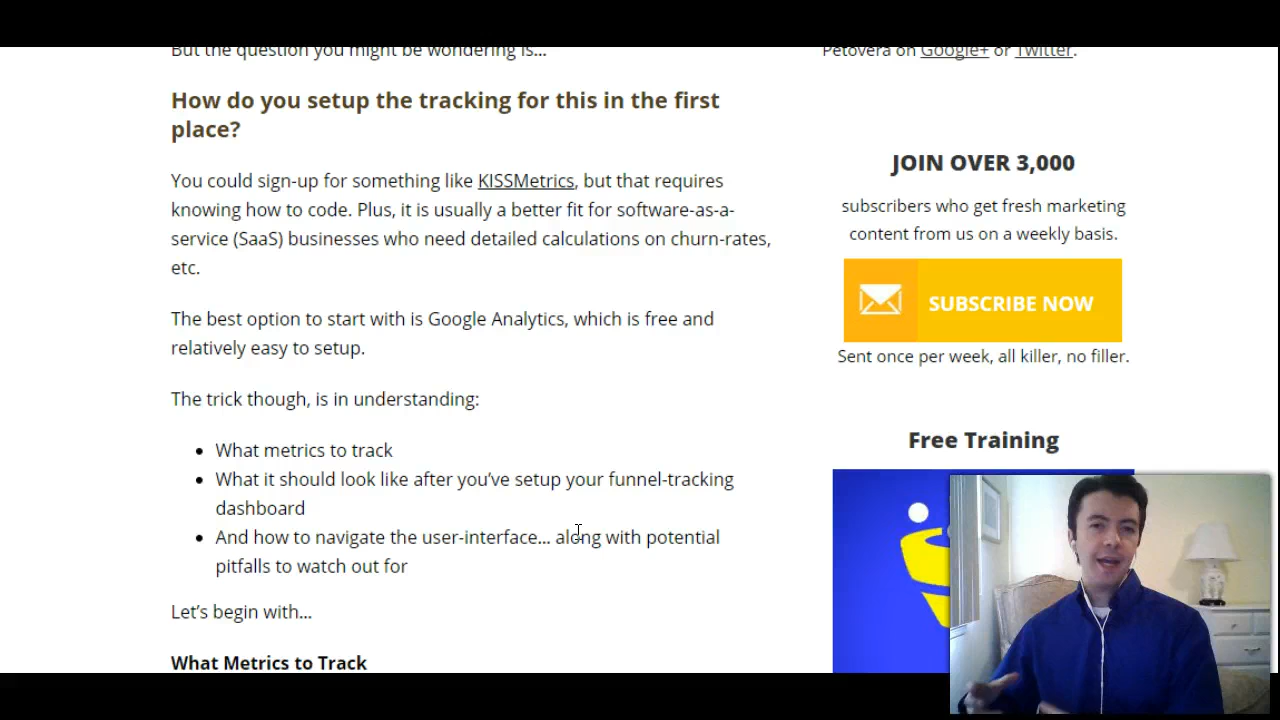 But the question you might be wondering is...
How do you setup the tracking for this in the first
place?
You could sign-up for something like KISSMetrics, but that requires
knowing how to code. Plus, it is usually a better fit for software-as-a-
service (SaaS) businesses who need detailed calculations on churn-rates,
etc.
The best option to start with is Google Analytics, which is free and
relatively easy to setup.
The trick though, is in understanding:
• What metrics to track
• What it should look like after you’ve setup your funnel-tracking
dashboard
• And how to navigate the user-interface... along with potential
pitfalls to watch out for
Let’s begin with...
What Metrics to Track
Petovera on Google+ or Twitter.
JOIN OVER 3,000
subscribers who get fresh marketing
content from us on a weekly basis.
SUBSCRIBE NOW
Sent once per week, all killer, no filler.
Free Training